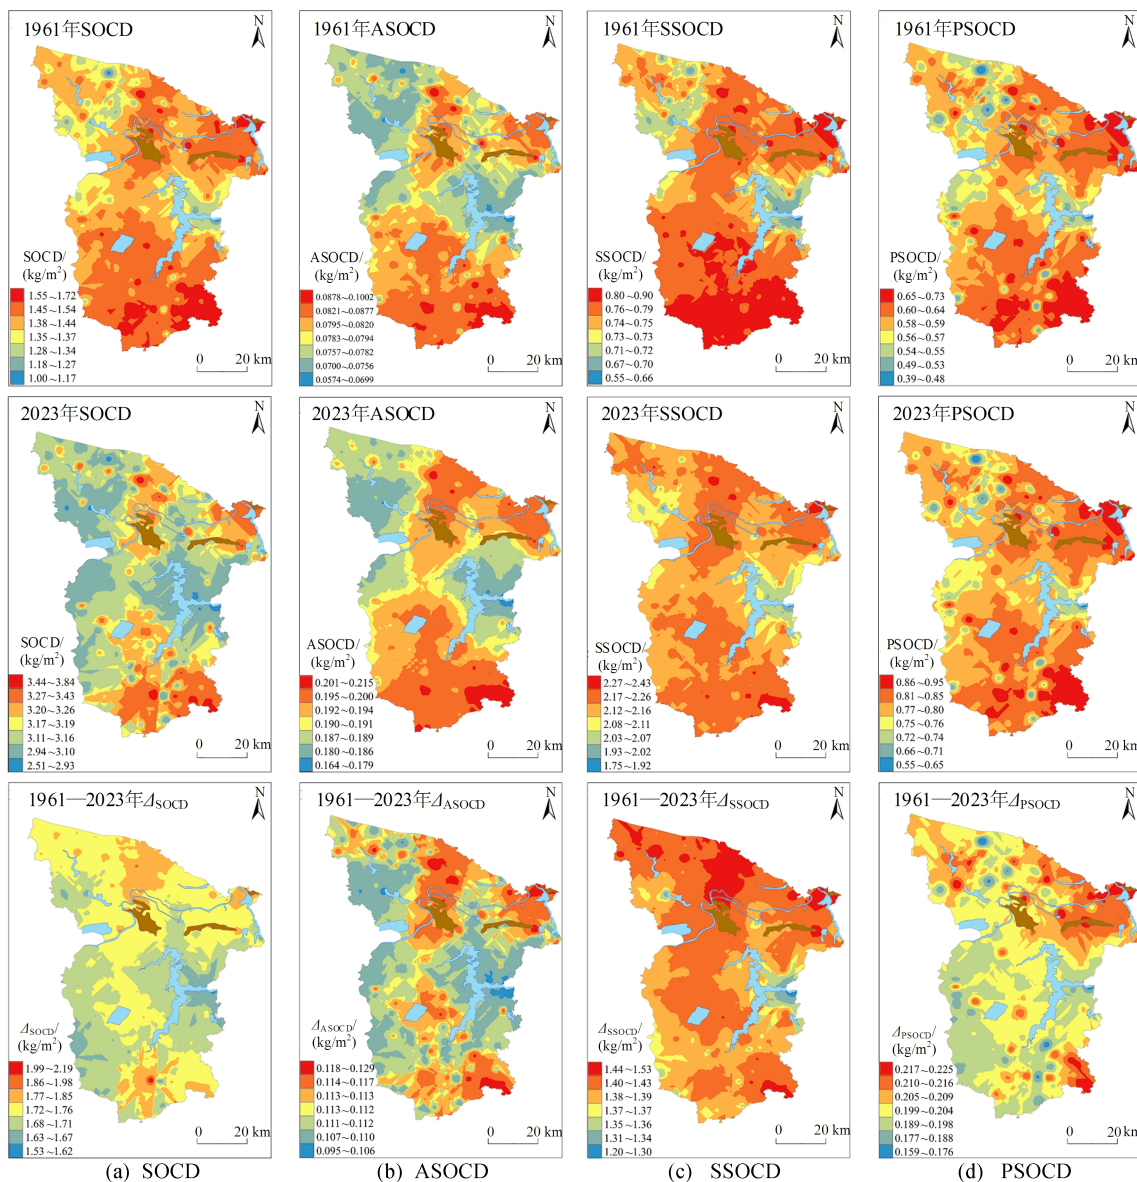 1961年SOCD
N
SOCD/
(kg/m²)
1.55~1.72
1.45~1.54
1.38~1.44
1.35~1.37
1.28~1.34
1.18~1.27
1.00~1.17
0 20 km
1961年ASOCD
N
ASOCD/
(kg/m²)
0.0878~0.1002
0.0821~0.0877
0.0795~0.0820
0.0783~0.0794
0.0757~0.0782
0.0700~0.0756
0.0574~0.0699
0 20 km
1961年SSOCD
N
SSOCD/
(kg/m²)
0.80~0.90
0.76~0.79
0.74~0.75
0.73~0.73
0.71~0.72
0.67~0.70
0.55~0.66
0 20 km
1961年PSOCD
N
PSOCD/
(kg/m²)
0.65~0.73
0.60~0.64
0.58~0.59
0.56~0.57
0.54~0.55
0.49~0.53
0.39~0.48
0 20 km
2023年SOCD
N
SOCD/
(kg/m²)
3.44~3.84
3.27~3.43
3.20~3.26
3.17~3.19
3.11~3.16
2.94~3.10
2.51~2.93
0 20 km
2023年ASOCD
N
ASOCD/
(kg/m²)
0.201~0.215
0.195~0.200
0.192~0.194
0.190~0.191
0.187~0.189
0.180~0.186
0.164~0.179
0 20 km
2023年SSOCD
N
SSOCD/
(kg/m²)
2.27~2.43
2.17~2.26
2.12~2.16
2.08~2.11
2.03~2.07
1.93~2.02
1.75~1.92
0 20 km
2023年PSOCD
N
PSOCD/
(kg/m²)
0.86~0.95
0.81~0.85
0.77~0.80
0.75~0.76
0.72~0.74
0.66~0.71
0.55~0.65
0 20 km
1961—2023年ΔSOCD
N
ΔSOCD/
(kg/m²)
1.99~2.19
1.86~1.98
1.77~1.85
1.72~1.76
1.68~1.71
1.63~1.67
1.53~1.62
0 20 km
1961—2023年ΔASOCD
N
ΔASOCD/
(kg/m²)
0.118~0.129
0.114~0.117
0.113~0.113
0.113~0.112
0.111~0.112
0.107~0.110
0.095~0.106
0 20 km
1961—2023年ΔSSOCD
N
ΔSSOCD/
(kg/m²)
1.44~1.53
1.40~1.43
1.38~1.39
1.37~1.37
1.35~1.36
1.31~1.34
1.20~1.30
0 20 km
1961—2023年ΔPSOCD
N
ΔPSOCD/
(kg/m²)
0.217~0.225
0.210~0.216
0.205~0.209
0.199~0.204
0.189~0.198
0.177~0.188
0.159~0.176
0 20 km
(a) SOCD
(b) ASOCD
(c) SSOCD
(d) PSOCD